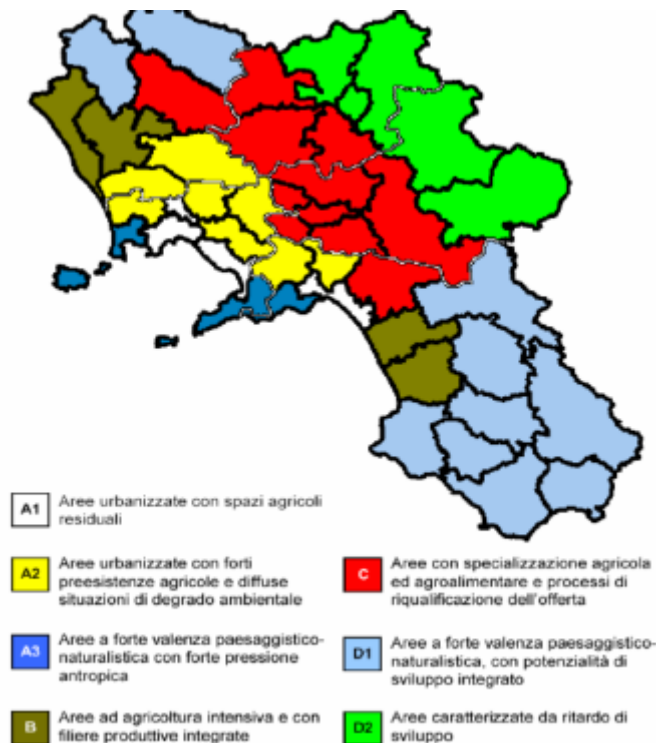 A1 Aree urbanizzate con spazi agricoli
residuali
A2 Aree urbanizzate con forti
preesistenze agricole e diffuse
situazioni di degrado ambientale
A3 Aree a forte valenza paesaggistico-
naturalistica con forte pressione
antropica
B Aree ad agricoltura intensiva e con
filiere produttive integrate
C Aree con specializzazione agricola
ed agroalimentare e processi di
riqualificazione dell'offerta
D1 Aree a forte valenza paesaggistico-
naturalistica, con potenzialità di
sviluppo integrato
D2 Aree caratterizzate da ritardo di
sviluppo